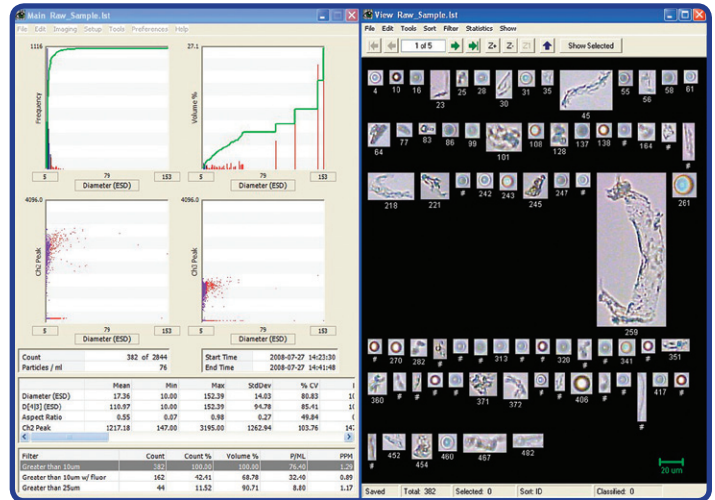 Main Raw_Sample.lst
File Edit Imaging Setup Tools Preferences Help
1116
Frequency
5 79 153
Diameter (ESD)
27.1
Volume %
5 79 153
Diameter (ESD)
4096.0
Ch2 Peak
5 79 153
Diameter (ESD)
4096.0
Ch2 Peak
5 79 153
Diameter (ESD)
Count 382 of 2844
Particles / ml 76
Start Time 2008-07-27 14:23:30
End Time 2008-07-27 14:41:48
Mean Min Max StdDev % CV
Diameter (ESD) 17.36 10.00 152.39 14.03 80.83
D[4]3] (ESD) 110.97 10.00 152.39 94.78 85.41
Aspect Ratio 0.55 0.07 0.98 0.27 49.84
Ch2 Peak 1217.18 147.00 3195.00 1262.94 103.76
Filter Count Count % Volume % P/ML PPM
Greater than 10um 382 100.00 100.00 76.40 1.29
Greater than 10um w/ fluor 162 42.41 68.78 32.40 0.89
Greater than 25um 44 11.52 90.71 8.80 1.17
View Raw_Sample.lst
File Edit Tools Sort Filter Statistics Show
1 of 5 Z+ Z- Show Selected
4 10 16 23 25 28 30 31 35 45 55 56 58 61
64 77 83 86 99 101 108 128 137 138 # 164 # #
218 221 # 242 243 245 247 # 259 261
# 270 282 # # # 313 # # 320 # # 341 # 351
360 # # # # 371 372 # # 406 # # # 417 #
# 452 454 460 467 482
20 um
Saved Total: 382 Selected: 0 Sort: ID Classified: 0